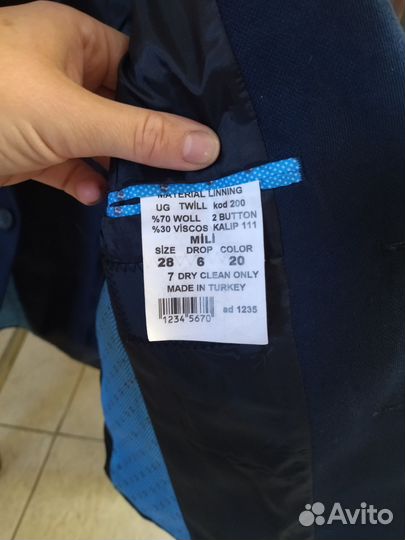 MATERIAL LINNING
UG TWILL kod 200
%70 WOLL 2 BUTTON
%30 VISCOS KALIP 111
MİLİ
SIZE DROP COLOR
28 6 20
7 DRY CLEAN ONLY
MADE IN TURKEY
1234 5670
ad 1235
Avito